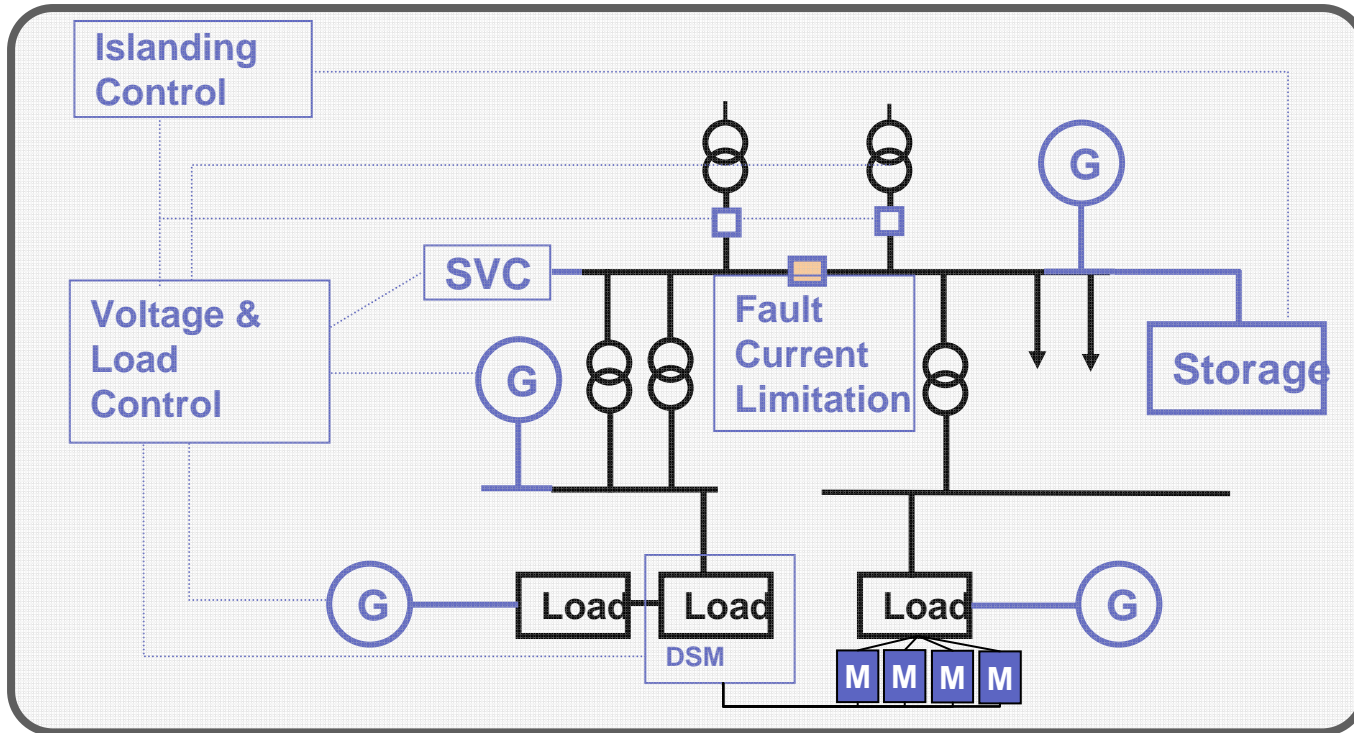 Islanding
Control
G
SVC
Voltage &
Load
Control
Fault
Current
Limitation
G
Storage
G
Load
Load
Load
G
DSM
M M M M